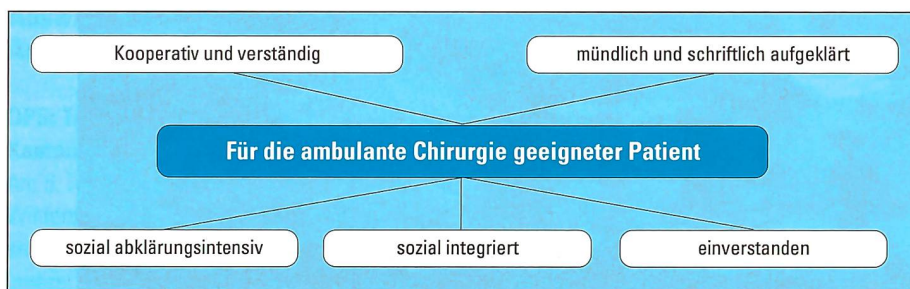 Kooperativ und verständig
mündlich und schriftlich aufgeklärt
Für die ambulante Chirurgie geeigneter Patient
sozial abklärungsintensiv
sozial integriert
einverstanden